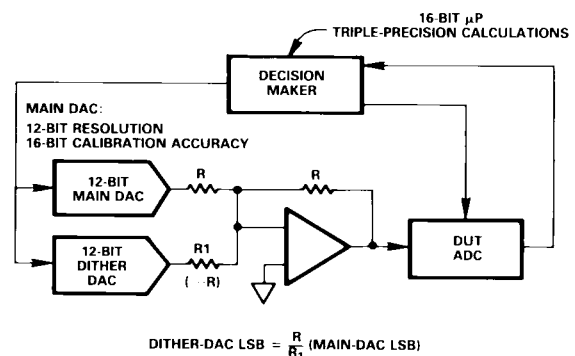 16-BIT μP
TRIPLE-PRECISION CALCULATIONS
DECISION
MAKER
MAIN DAC:
12-BIT RESOLUTION
16-BIT CALIBRATION ACCURACY
R
R
12-BIT
MAIN DAC
12-BIT
DITHER
DAC
R1
DUT
ADC
DITHER-DAC LSB = R/R1 (MAIN-DAC LSB)